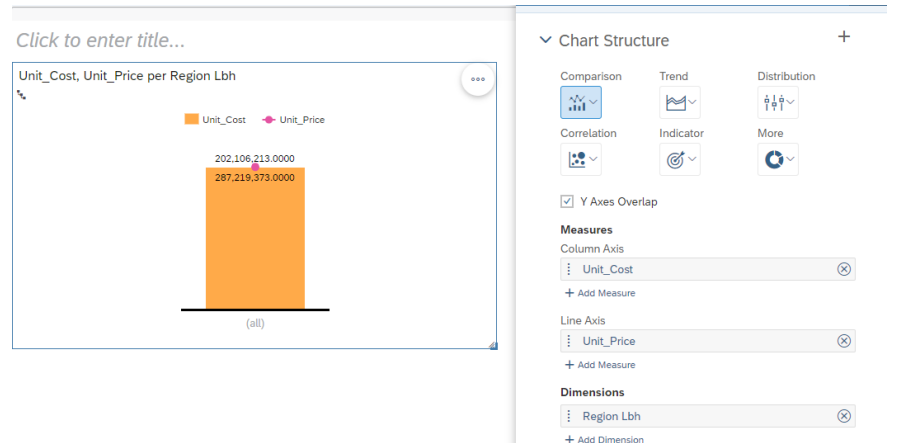 Click to enter title...
Unit_Cost, Unit_Price per Region Lbh
Unit_Cost Unit_Price
202,106,213.0000
287,219,373.0000
(all)
Chart Structure
Comparison Trend Distribution
Correlation Indicator More
Y Axes Overlap
Measures
Column Axis
Unit_Cost
+ Add Measure
Line Axis
Unit_Price
+ Add Measure
Dimensions
Region Lbh
+ Add Dimension